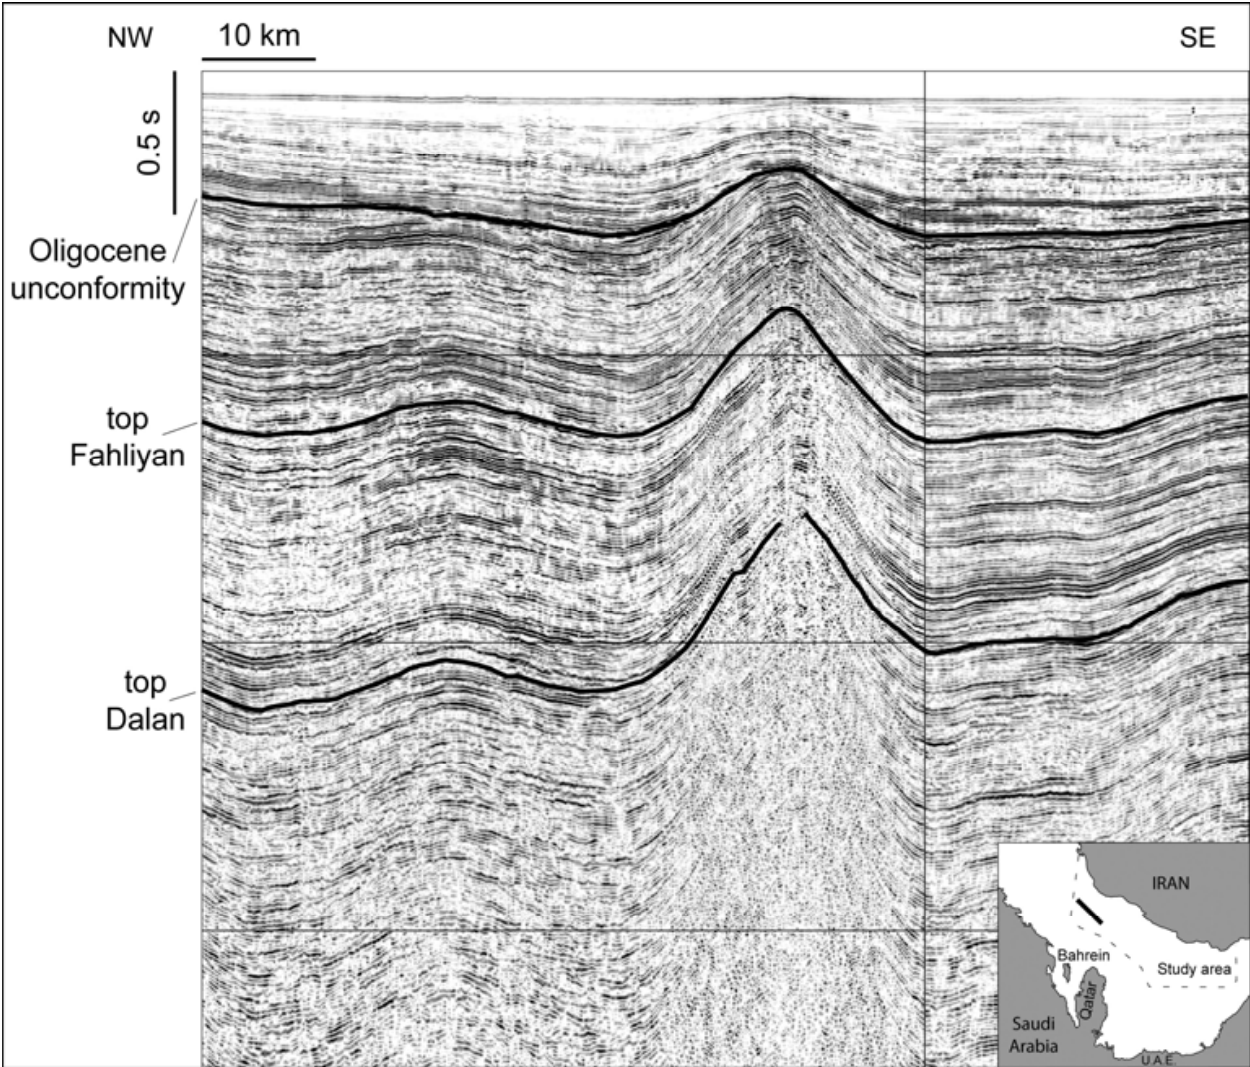 NW
10 km
SE
0.5 s
Oligocene
unconformity
top
Fahliyan
top
Dalan
IRAN
Bahrein
Study area
Qatar
Saudi
Arabia
U.A.E.